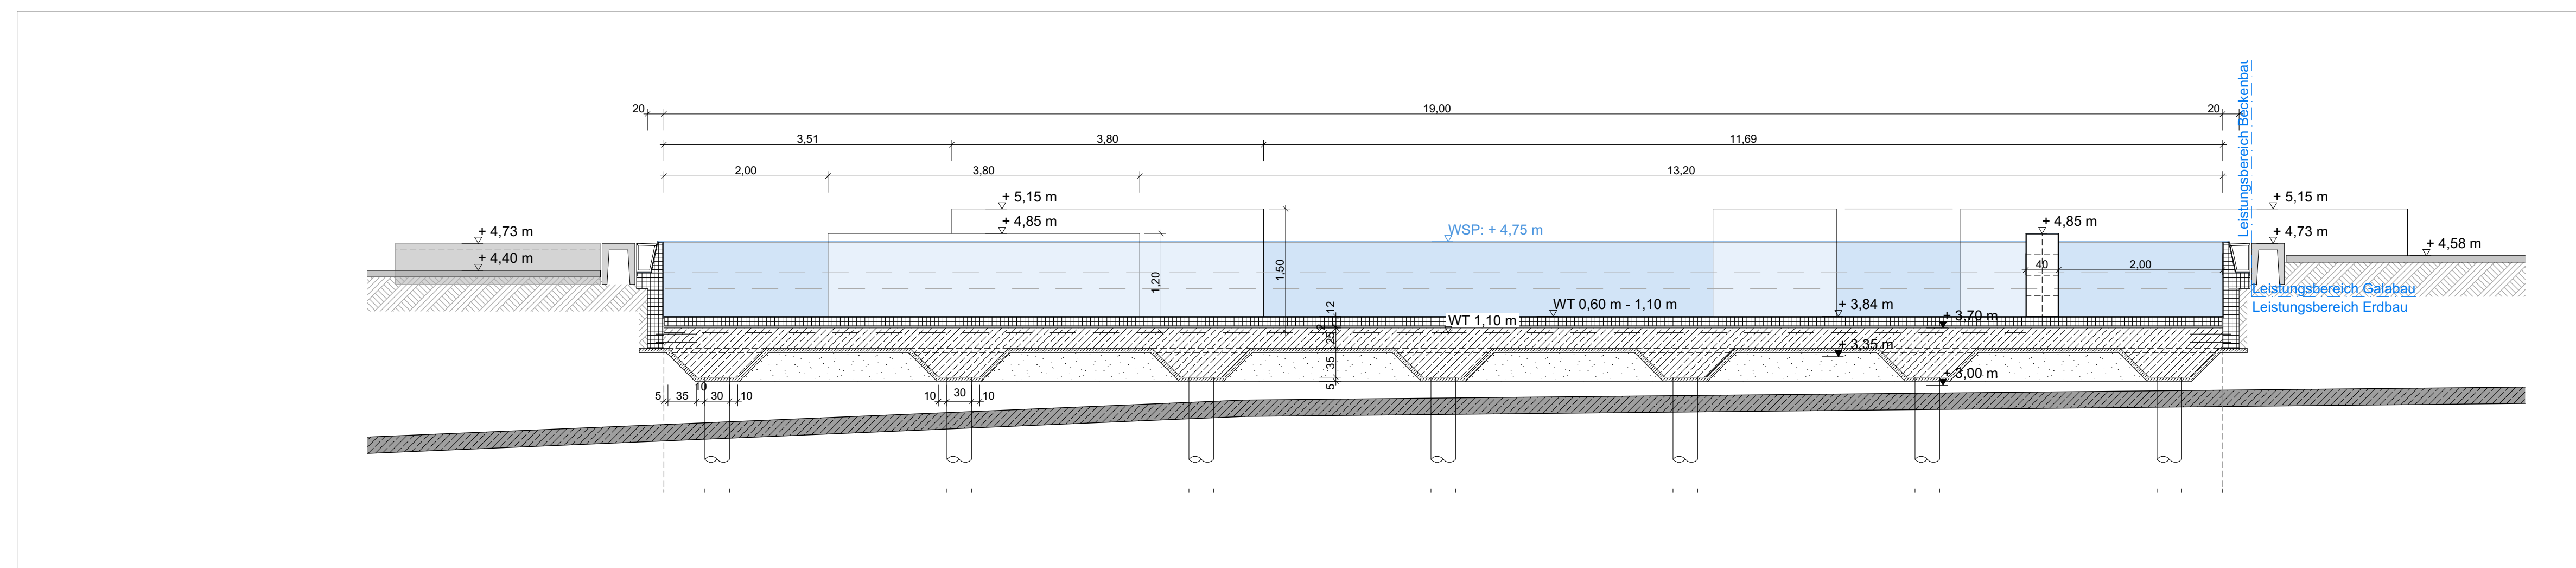 20
19,00
20
3,51
3,80
11,69
2,00
3,80
13,20
Leistungsbereich Beckenbau
+ 5,15 m
+ 5,15 m
+ 4,85 m
+ 4,85 m
+ 4,73 m
WSP: + 4,75 m
+ 4,73 m
+ 4,58 m
+ 4,40 m
1,20
1,50
40
2,00
Leistungsbereich Galabau
Leistungsbereich Erdbau
12
WT 0,60 m - 1,10 m
+ 3,84 m
2
WT 1,10 m
+ 3,70 m
25
+ 3,35 m
35
5
+ 3,00 m
5
35
10
30
10
10
30
10